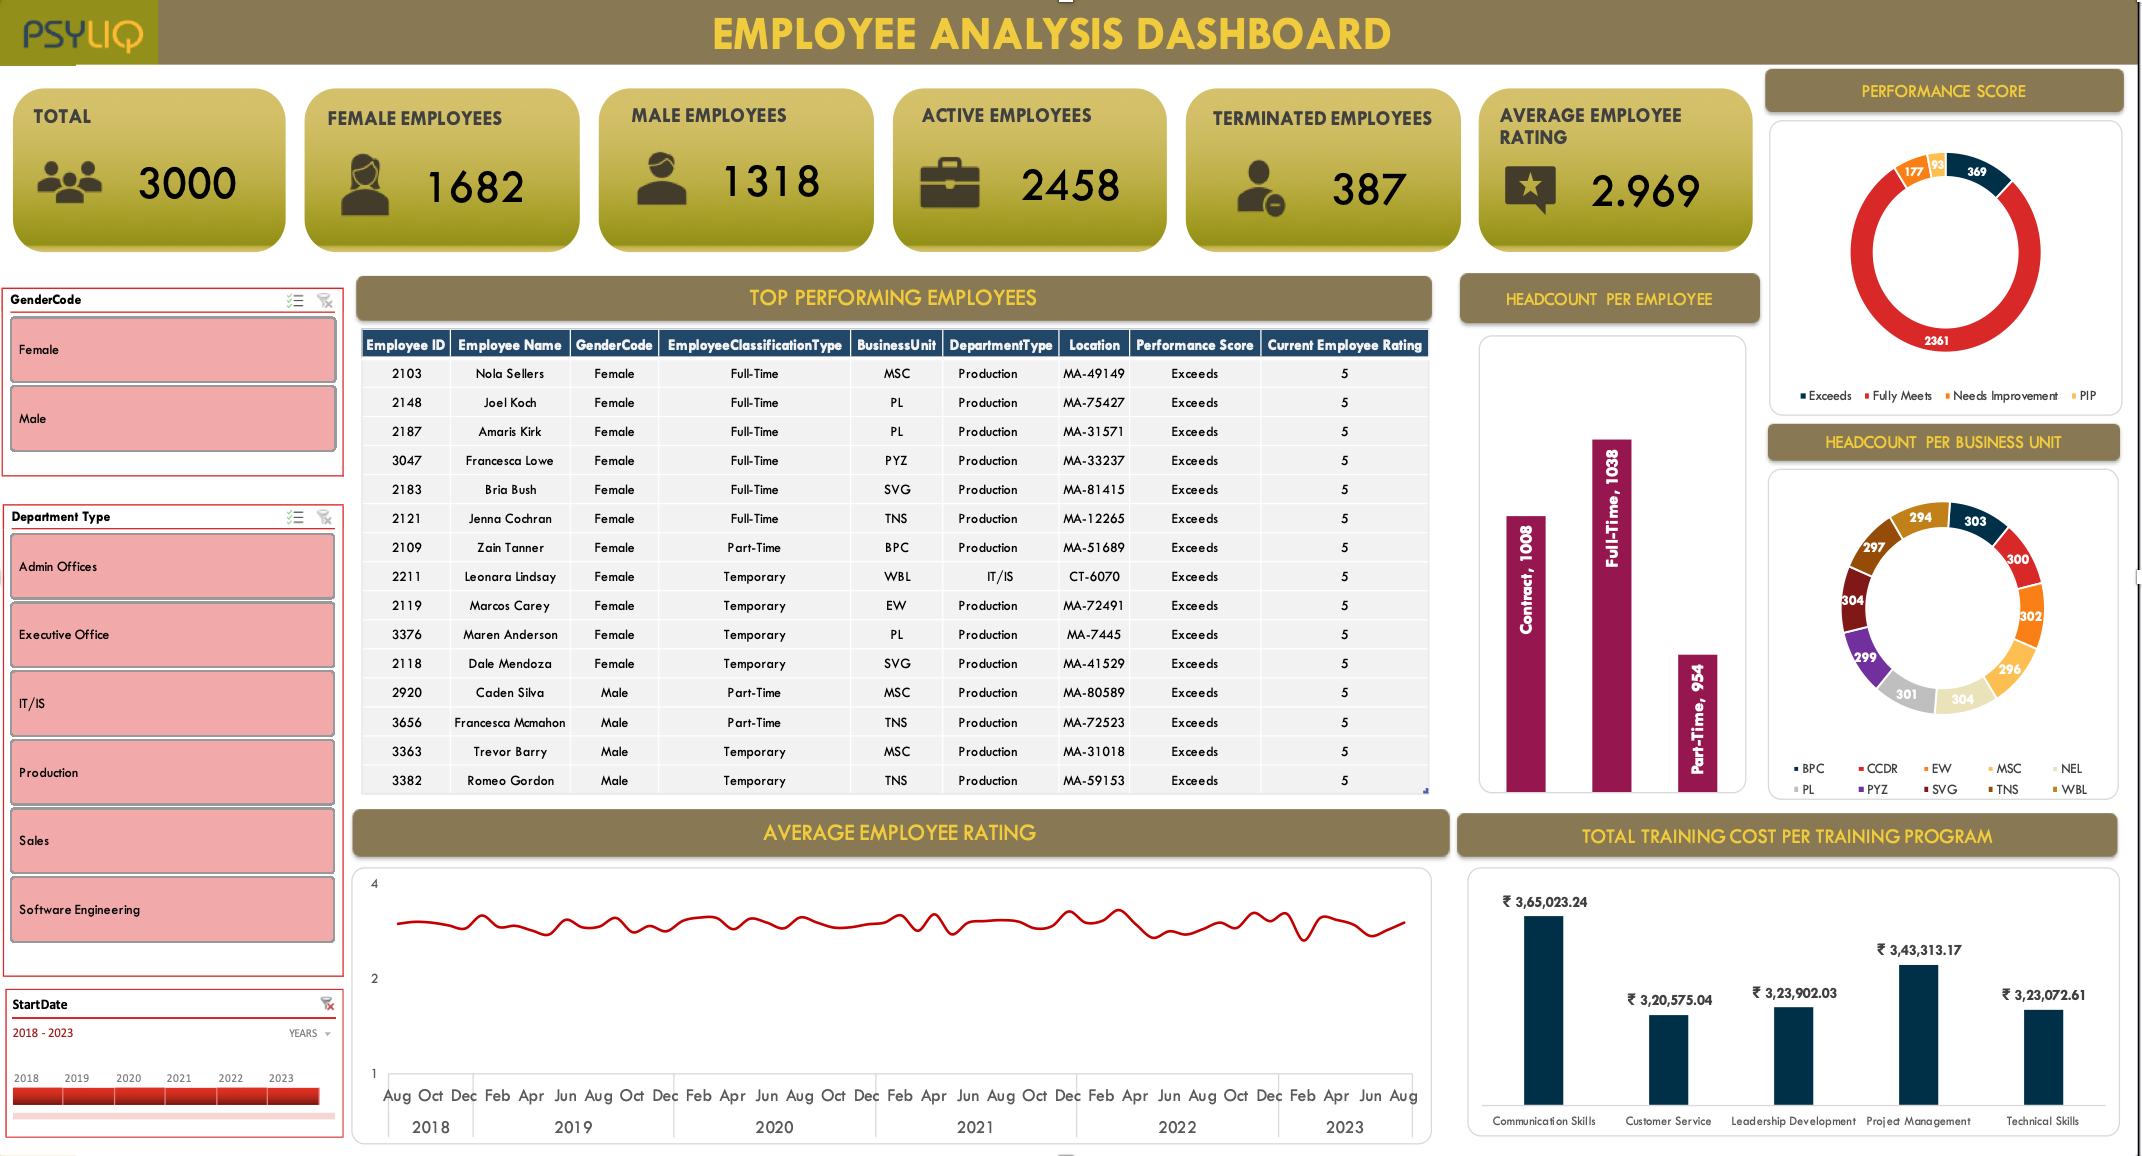 PSYLIQ
EMPLOYEE ANALYSIS DASHBOARD
TOTAL
3000
FEMALE EMPLOYEES
1682
MALE EMPLOYEES
1318
ACTIVE EMPLOYEES
2458
TERMINATED EMPLOYEES
387
AVERAGE EMPLOYEE
RATING
2.969
PERFORMANCE SCORE
177
93
369
2361
Exceeds Fully Meets Needs Improvement PIP
GenderCode
Female
Male
Department Type
Admin Offices
Executive Office
IT/IS
Production
Sales
Software Engineering
StartDate
2018 - 2023
YEARS
2018 2019 2020 2021 2022 2023
TOP PERFORMING EMPLOYEES
Employee ID Employee Name GenderCode EmployeeClassificationType BusinessUnit DepartmentType Location Performance Score Current Employee Rating
2103 Nola Sellers Female Full-Time MSC Production MA-49149 Exceeds 5
2148 Joel Koch Female Full-Time PL Production MA-75427 Exceeds 5
2187 Amaris Kirk Female Full-Time PL Production MA-31571 Exceeds 5
3047 Francesca Lowe Female Full-Time PYZ Production MA-33237 Exceeds 5
2183 Bria Bush Female Full-Time SVG Production MA-81415 Exceeds 5
2121 Jenna Cochran Female Full-Time TNS Production MA-12265 Exceeds 5
2109 Zain Tanner Female Part-Time BPC Production MA-51689 Exceeds 5
2211 Leonara Lindsay Female Temporary WBL IT/IS CT-6070 Exceeds 5
2119 Marcos Carey Female Temporary EW Production MA-72491 Exceeds 5
3376 Maren Anderson Female Temporary PL Production MA-7445 Exceeds 5
2118 Dale Mendoza Female Temporary SVG Production MA-41529 Exceeds 5
2920 Caden Silva Male Part-Time MSC Production MA-80589 Exceeds 5
3656 Francesca Mcmahon Male Part-Time TNS Production MA-72523 Exceeds 5
3363 Trevor Barry Male Temporary MSC Production MA-31018 Exceeds 5
3382 Romeo Gordon Male Temporary TNS Production MA-59153 Exceeds 5
HEADCOUNT PER EMPLOYEE
Contract, 1008
Full-Time, 1038
Part-Time, 954
HEADCOUNT PER BUSINESS UNIT
303
300
302
296
304
301
299
304
297
294
BPC CCDR EW MSC NEL
PL PYZ SVG TNS WBL
AVERAGE EMPLOYEE RATING
4
2
1
Aug Oct Dec Feb Apr Jun Aug Oct Dec Feb Apr Jun Aug Oct Dec Feb Apr Jun Aug Oct Dec Feb Apr Jun Aug Oct Dec Feb Apr Jun Aug
2018 2019 2020 2021 2022 2023
TOTAL TRAINING COST PER TRAINING PROGRAM
₹ 3,65,023.24
₹ 3,20,575.04
₹ 3,23,902.03
₹ 3,43,313.17
₹ 3,23,072.61
Communication Skills Customer Service Leadership Development Project Management Technical Skills